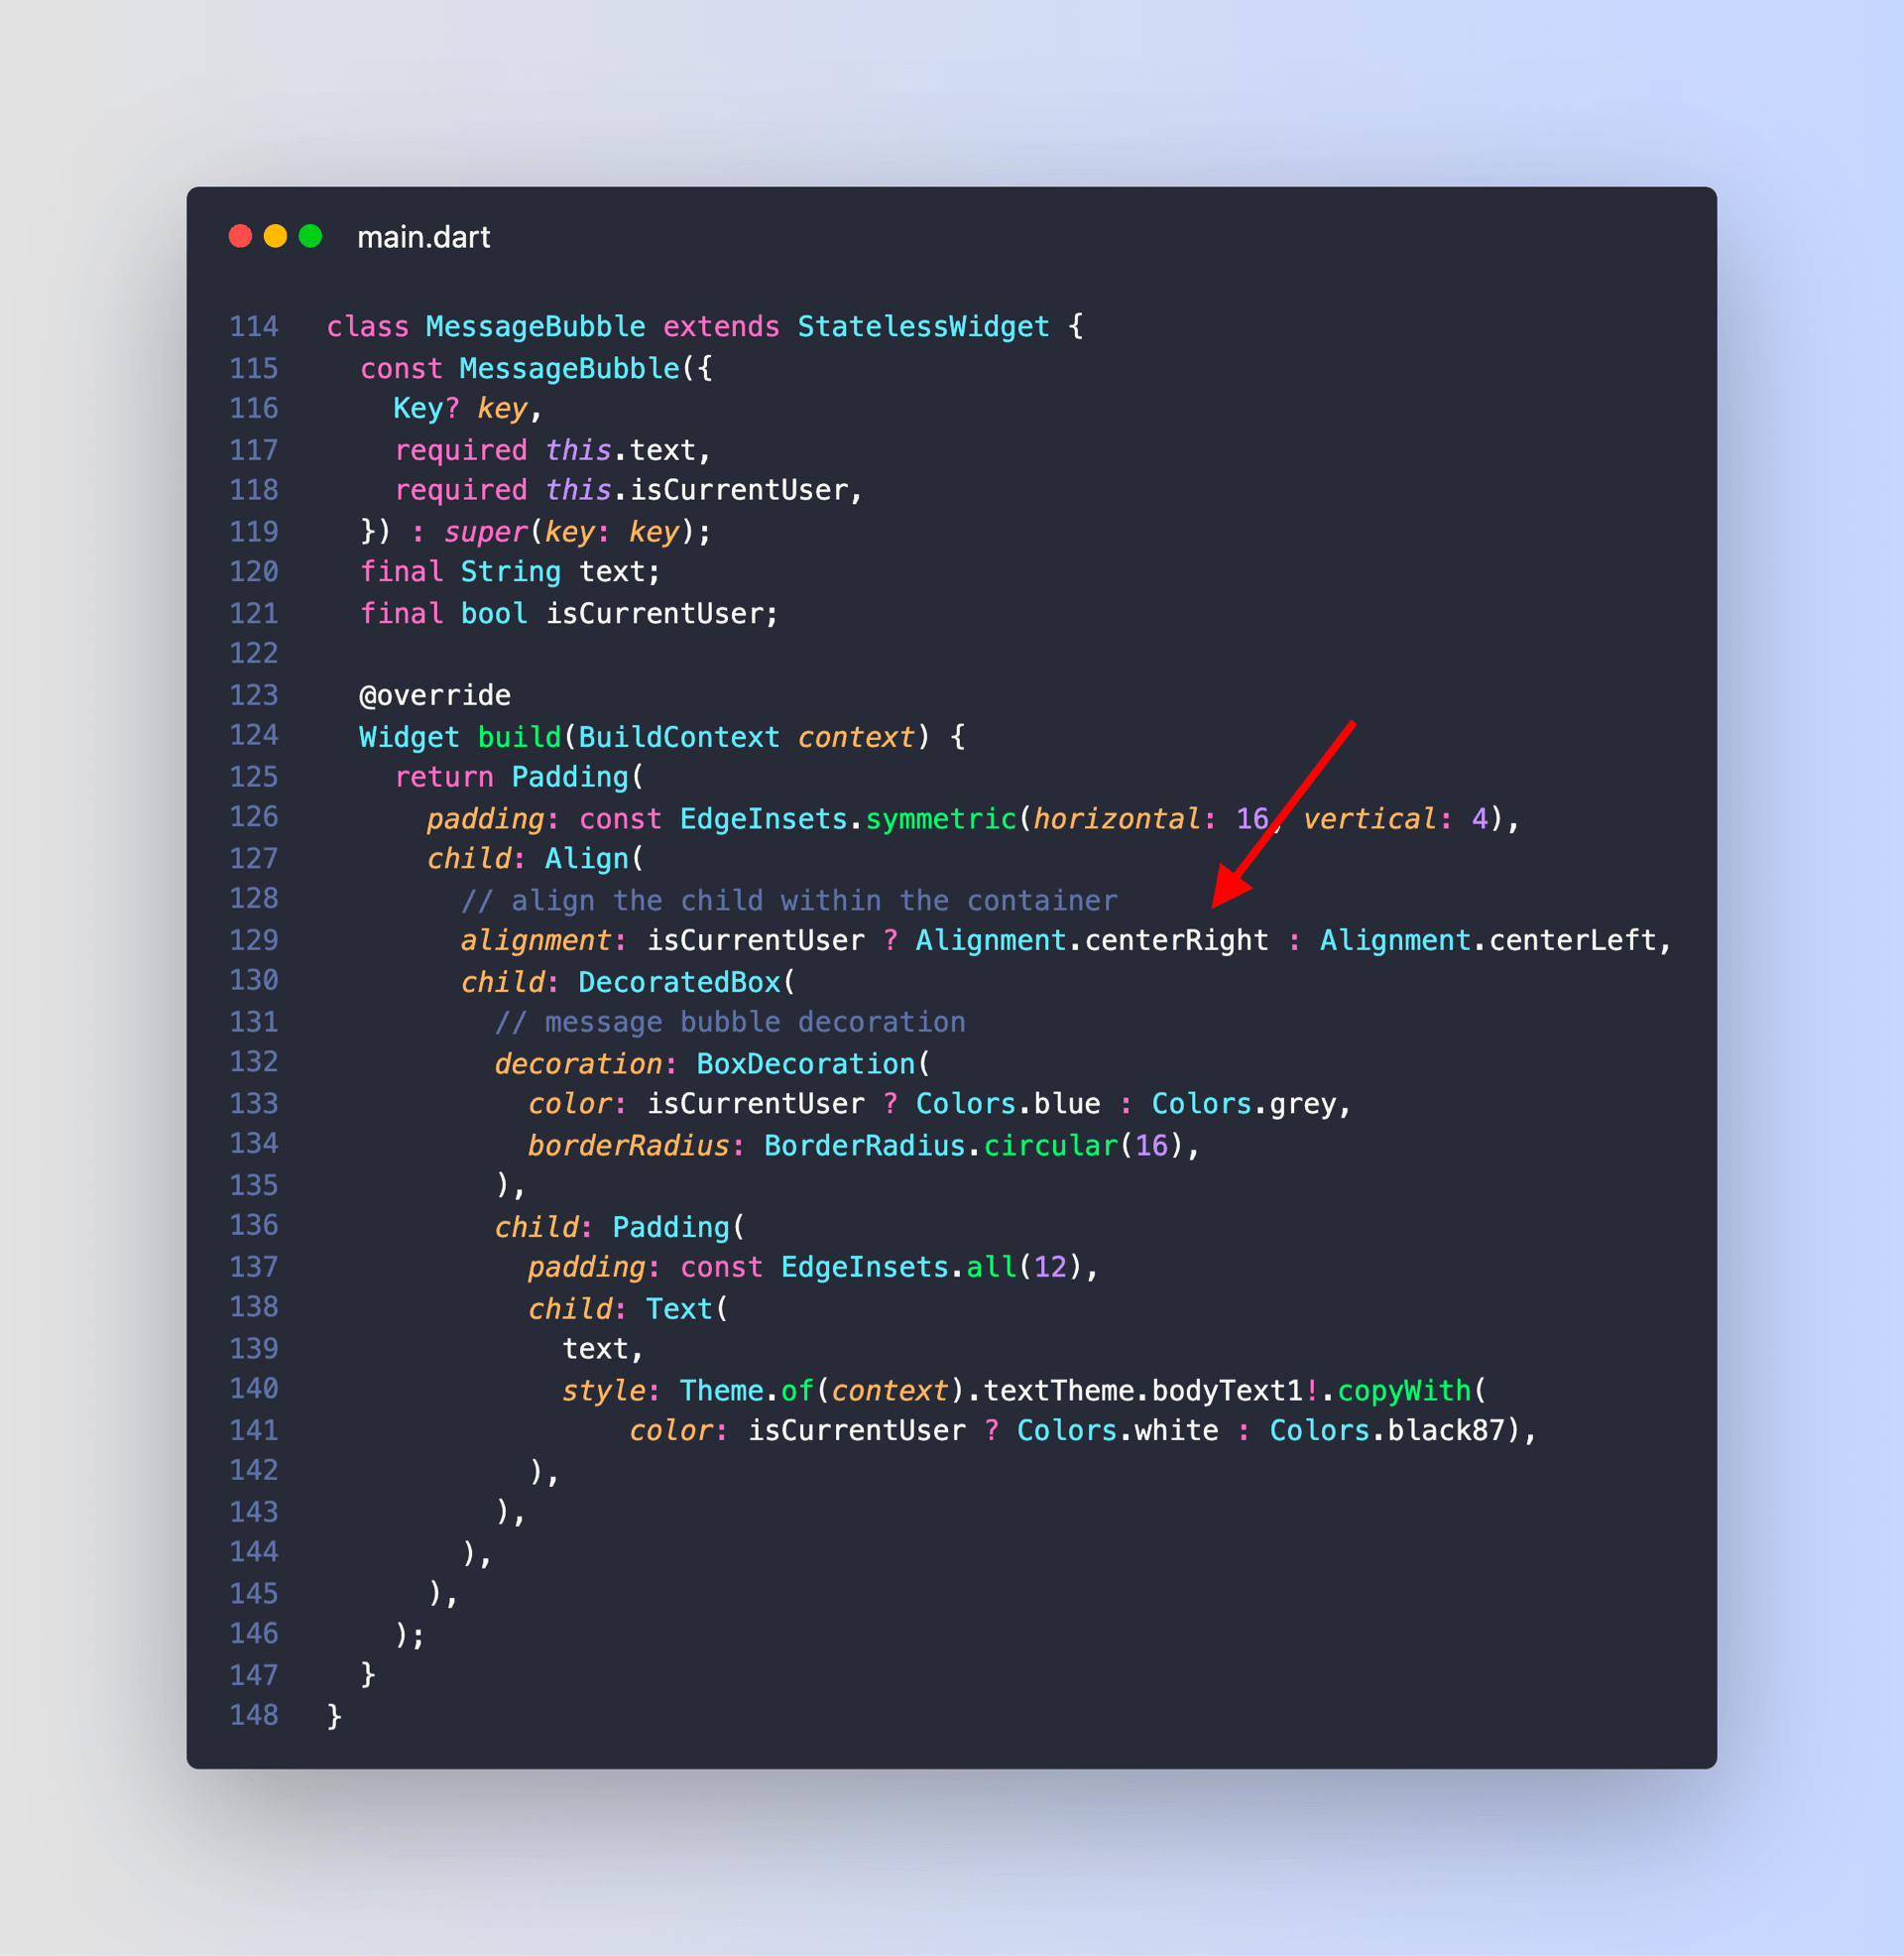 main.dart
114 class MessageBubble extends StatelessWidget {
115   const MessageBubble({
116     Key? key,
117     required this.text,
118     required this.isCurrentUser,
119   }) : super(key: key);
120   final String text;
121   final bool isCurrentUser;
122
123   @override
124   Widget build(BuildContext context) {
125     return Padding(
126       padding: const EdgeInsets.symmetric(horizontal: 16, vertical: 4),
127       child: Align(
128         // align the child within the container
129         alignment: isCurrentUser ? Alignment.centerRight : Alignment.centerLeft,
130         child: DecoratedBox(
131           // message bubble decoration
132           decoration: BoxDecoration(
133             color: isCurrentUser ? Colors.blue : Colors.grey,
134             borderRadius: BorderRadius.circular(16),
135           ),
136           child: Padding(
137             padding: const EdgeInsets.all(12),
138             child: Text(
139               text,
140               style: Theme.of(context).textTheme.bodyText1!.copyWith(
141                   color: isCurrentUser ? Colors.white : Colors.black87),
142             ),
143           ),
144         ),
145       ),
146     );
147   }
148 }